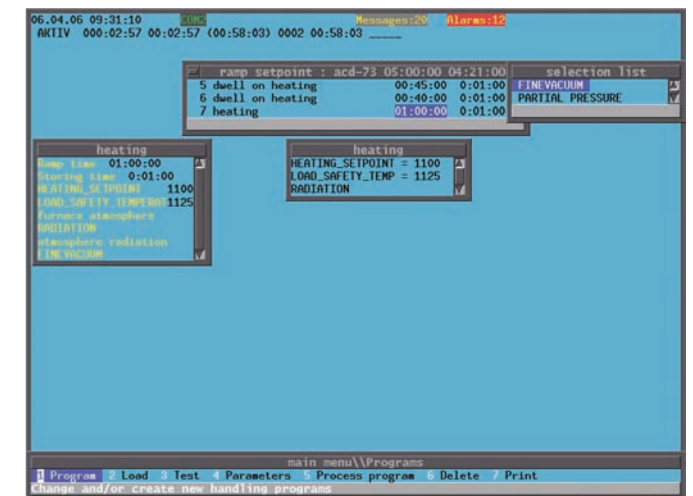 06.04.06 09:31:10 COM2 Messages:20 Alarms:12
AKTIV 000:02:57 00:02:57 (00:58:03) 0002 00:58:03 _____
ramp setpoint : acd-73 05:00:00 04:21:00
5 dwell on heating 00:45:00 0:01:00
6 dwell on heating 00:40:00 0:01:00
7 heating 01:00:00 0:01:00
selection list
FINEVACUUM
PARTIAL PRESSURE
heating
Ramp time 01:00:00
Storing time 0:01:00
HEATING_SETPOINT 1100
LOAD_SAFETY_TEMPERAT1125
furnace atmosphere
RADIATION
atmosphere radiation
FINEVACUUM
heating
HEATING_SETPOINT = 1100
LOAD_SAFETY_TEMP = 1125
RADIATION
main menu\\Programs
1 Program 2 Load 3 Test 4 Parameters 5 Process program 6 Delete 7 Print
Change and/or create new handling programs